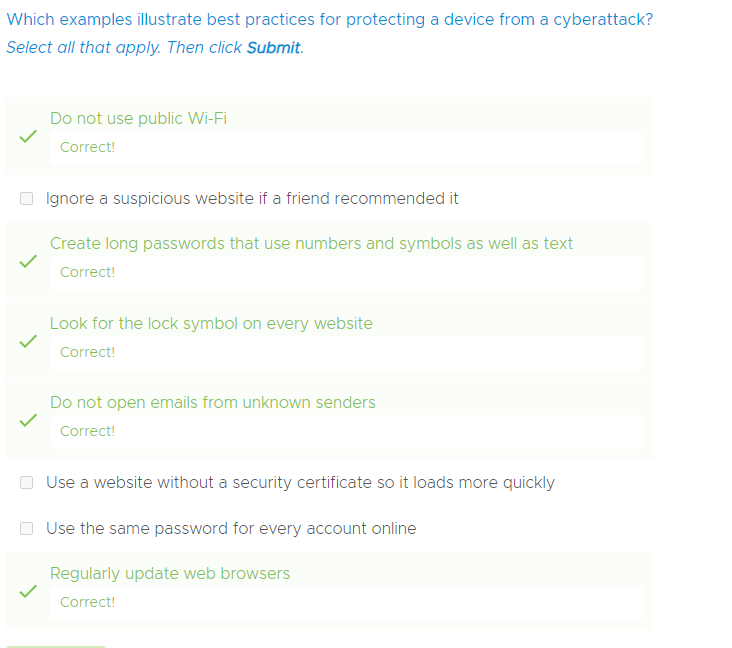 Which examples illustrate best practices for protecting a device from a cyberattack?
Select all that apply. Then click Submit.
Do not use public Wi-Fi
Correct!
Ignore a suspicious website if a friend recommended it
Create long passwords that use numbers and symbols as well as text
Correct!
Look for the lock symbol on every website
Correct!
Do not open emails from unknown senders
Correct!
Use a website without a security certificate so it loads more quickly
Use the same password for every account online
Regularly update web browsers
Correct!